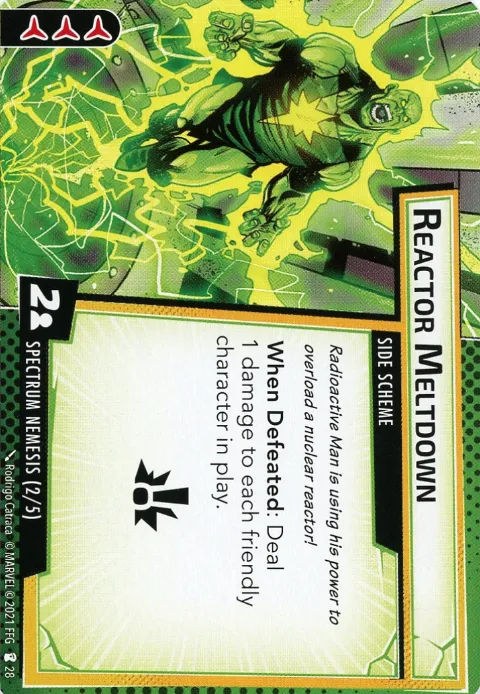 REACTOR MELTDOWN
SIDE SCHEME
Radioactive Man is using his power to
overload a nuclear reactor!
When Defeated: Deal
1 damage to each friendly
character in play.
2
SPECTRUM NEMESIS (2/5)
Rodrigo Catraca © MARVEL © 2021 FFG 28